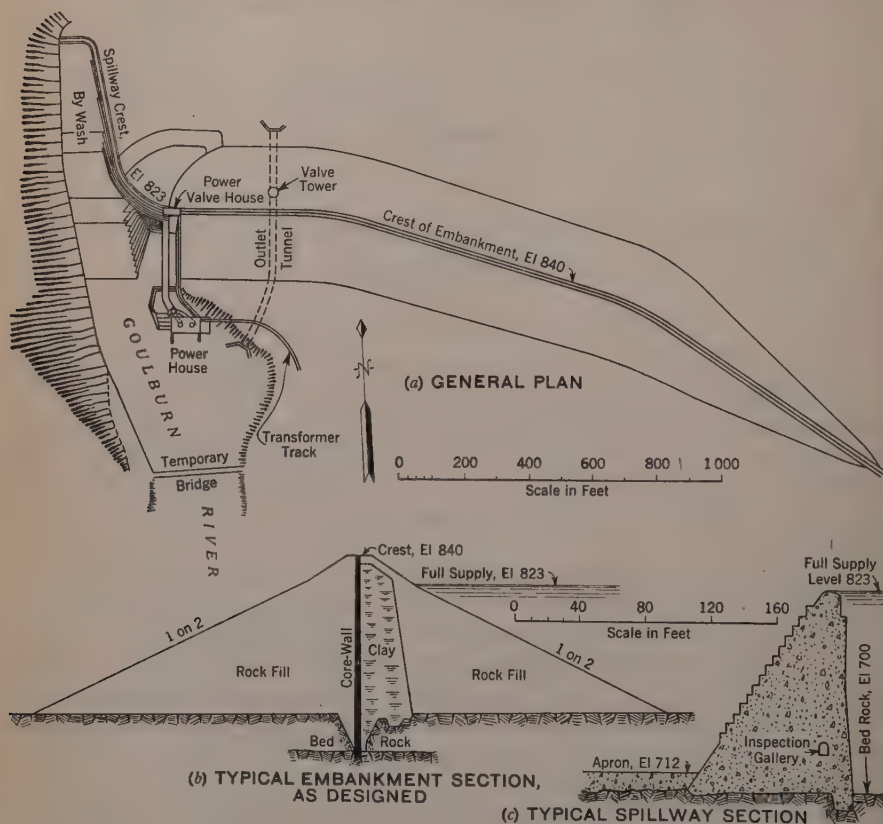 Spillway Crest,
El 823
By Wash
Power
Valve House
Valve
Tower
Outlet
Tunnel
Crest of Embankment, El 840
GOULBURN
RIVER
Power
House
Transformer
Track
Temporary
Bridge
N
(a) GENERAL PLAN
0 200 400 600 800 1 000
Scale in Feet
Crest, El 840
Full Supply, El 823
0 40 80 120 160
Scale in Feet
1 on 2
Core-Wall
Clay
1 on 2
Rock Fill
Rock Fill
Bed
Rock
(b) TYPICAL EMBANKMENT SECTION,
AS DESIGNED
Full Supply
Level 823
Bed Rock, El 700
Inspection
Gallery
Apron, El 712
(c) TYPICAL SPILLWAY SECTION